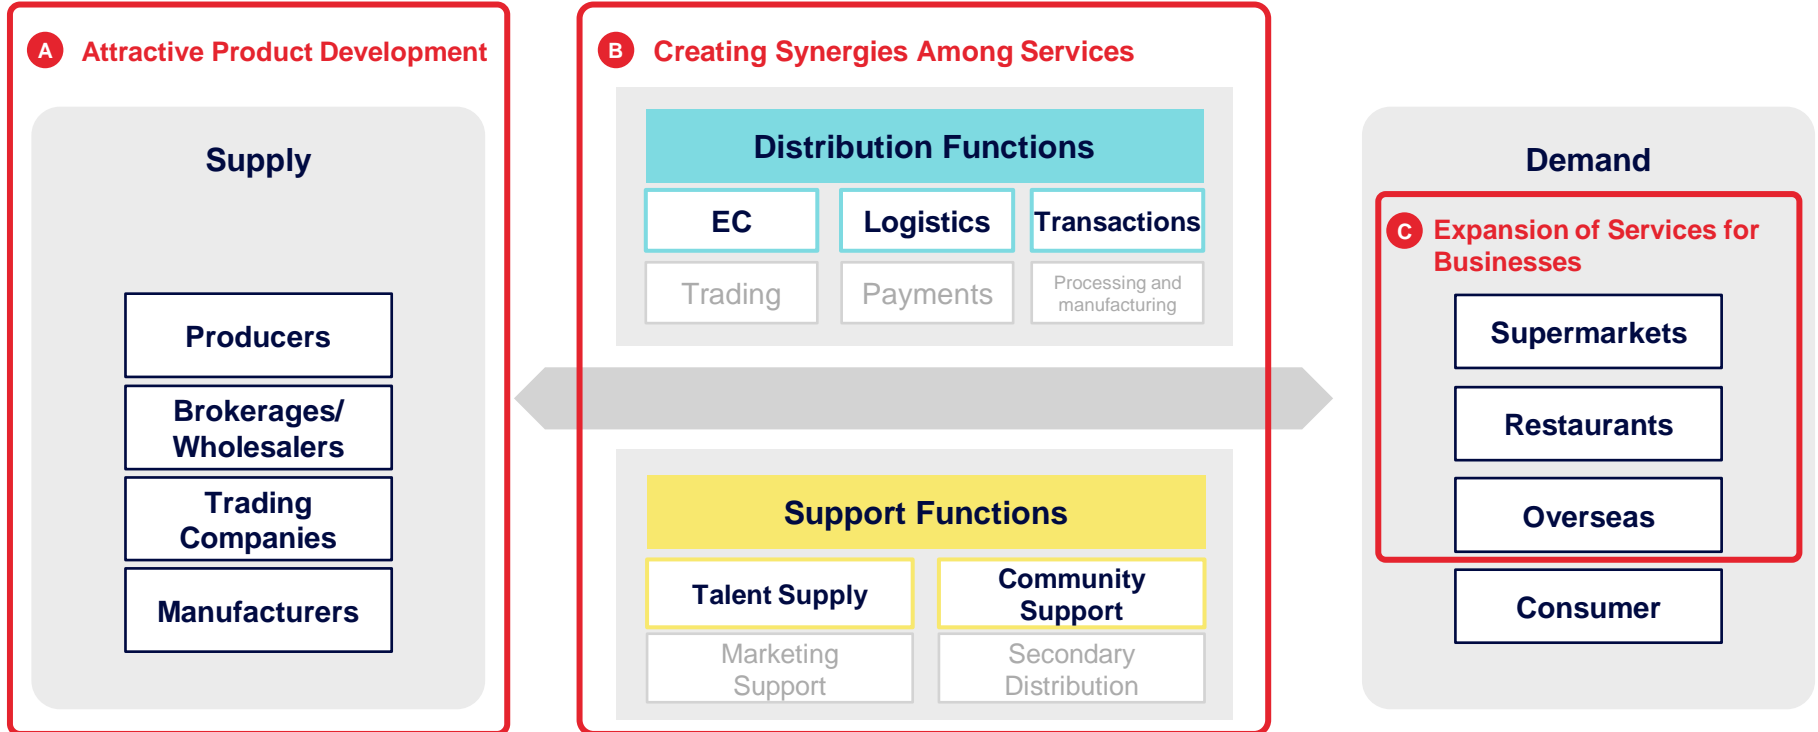 A Attractive Product Development
Supply
Producers
Brokerages/
Wholesalers
Trading
Companies
Manufacturers
B Creating Synergies Among Services
Distribution Functions
EC
Logistics
Transactions
Trading
Payments
Processing and
manufacturing
Support Functions
Talent Supply
Community
Support
Marketing
Support
Secondary
Distribution
Demand
C Expansion of Services for
Businesses
Supermarkets
Restaurants
Overseas
Consumer